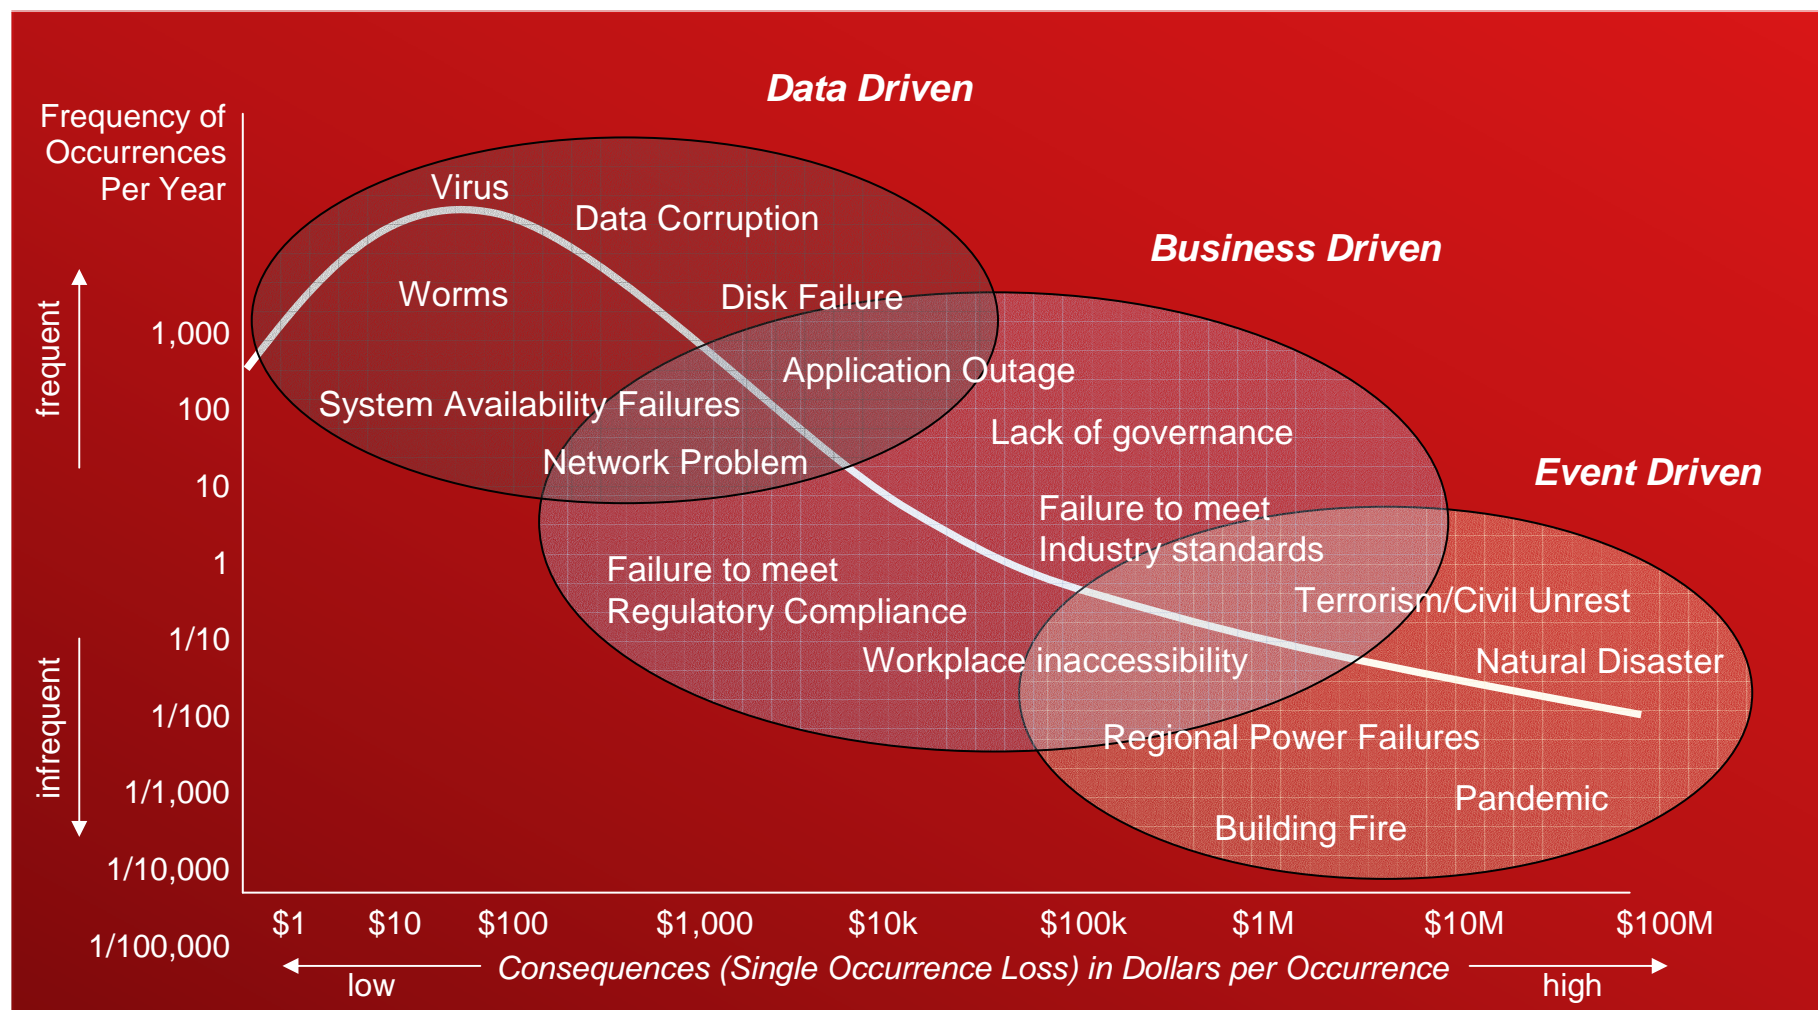 Data Driven
Frequency of
Occurrences
Per Year
Virus
Data Corruption
Business Driven
Worms
Disk Failure
frequent
1,000
Application Outage
100
System Availability Failures
Lack of governance
Network Problem
Event Driven
10
Failure to meet
Industry standards
1
Failure to meet
Regulatory Compliance
Terrorism/Civil Unrest
1/10
Workplace inaccessibility
Natural Disaster
infrequent
1/100
Regional Power Failures
1/1,000
Pandemic
Building Fire
1/10,000
$1 $10 $100 $1,000 $10k $100k $1M $10M $100M
1/100,000
Consequences (Single Occurrence Loss) in Dollars per Occurrence
low
high